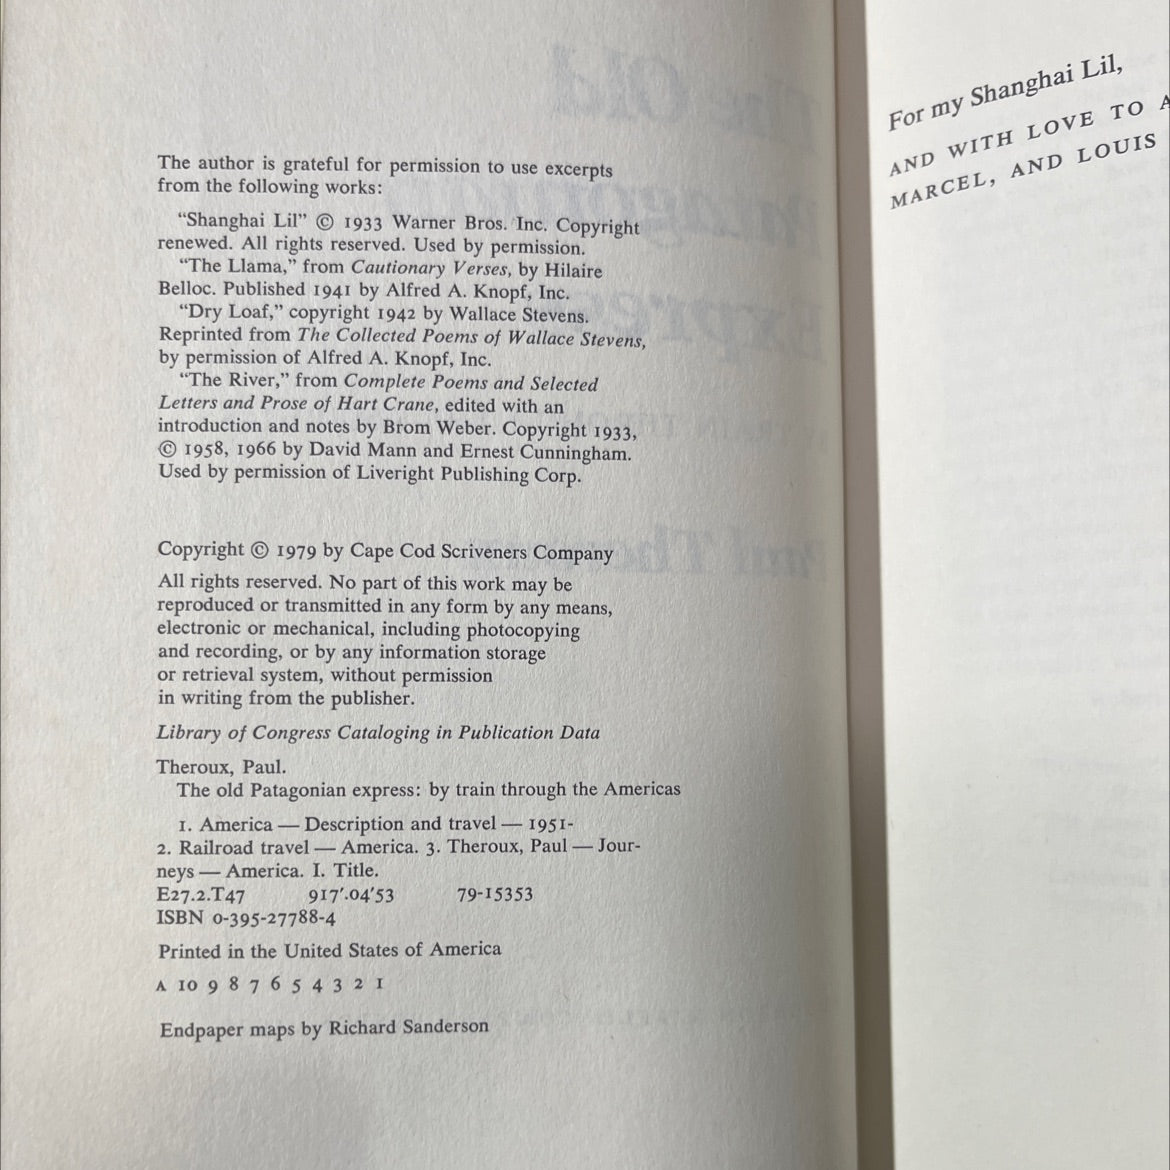 The author is grateful for permission to use excerpts
from the following works:
“Shanghai Lil” © 1933 Warner Bros. Inc. Copyright
renewed. All rights reserved. Used by permission.
“The Llama,” from Cautionary Verses, by Hilaire
Belloc. Published 1941 by Alfred A. Knopf, Inc.
“Dry Loaf,” copyright 1942 by Wallace Stevens.
Reprinted from The Collected Poems of Wallace Stevens,
by permission of Alfred A. Knopf, Inc.
“The River,” from Complete Poems and Selected
Letters and Prose of Hart Crane, edited with an
introduction and notes by Brom Weber. Copyright 1933,
© 1958, 1966 by David Mann and Ernest Cunningham.
Used by permission of Liveright Publishing Corp.
Copyright © 1979 by Cape Cod Scriveners Company
All rights reserved. No part of this work may be
reproduced or transmitted in any form by any means,
electronic or mechanical, including photocopying
and recording, or by any information storage
or retrieval system, without permission
in writing from the publisher.
Library of Congress Cataloging in Publication Data
Theroux, Paul.
The old Patagonian express: by train through the Americas
1. America — Description and travel — 1951-
2. Railroad travel — America. 3. Theroux, Paul — Jour-
neys — America. I. Title.
E27.2.T47 917′.04′53 79-15353
ISBN 0-395-27788-4
Printed in the United States of America
A 10 9 8 7 6 5 4 3 2 1
Endpaper maps by Richard Sanderson
For my Shanghai Lil,
AND WITH LOVE TO
MARCEL, AND LOUIS